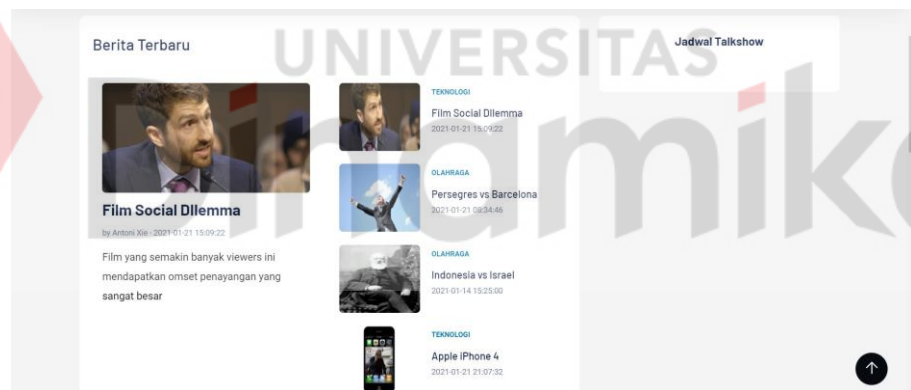 UNIVERSITAS
Dinamika
Berita Terbaru
Film Social DIlemma
by Antoni Xie - 2021-01-21 15:09:22
Film yang semakin banyak viewers ini
mendapatkan omset penayangan yang
sangat besar
TEKNOLOGI
Film Social DIlemma
2021-01-21 15:09:22
OLAHRAGA
Persegres vs Barcelona
2021-01-21 09:34:46
OLAHRAGA
Indonesia vs Israel
2021-01-14 15:25:00
TEKNOLOGI
Apple iPhone 4
2021-01-21 21:07:32
Jadwal Talkshow